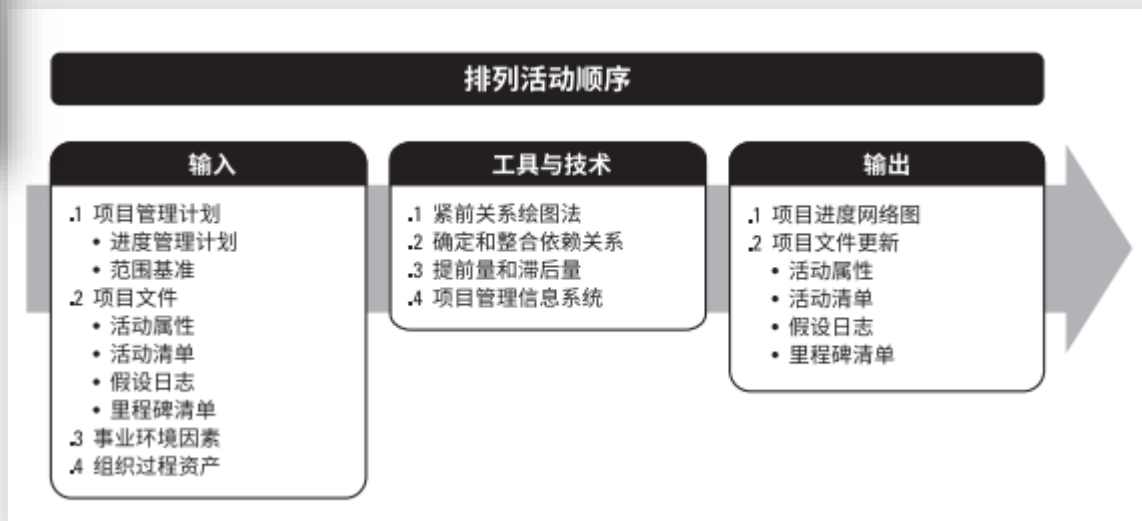 排列活动顺序
输入
.1 项目管理计划
• 进度管理计划
• 范围基准
.2 项目文件
• 活动属性
• 活动清单
• 假设日志
• 里程碑清单
.3 事业环境因素
.4 组织过程资产
工具与技术
.1 紧前关系绘图法
.2 确定和整合依赖关系
.3 提前量和滞后量
.4 项目管理信息系统
输出
.1 项目进度网络图
.2 项目文件更新
• 活动属性
• 活动清单
• 假设日志
• 里程碑清单